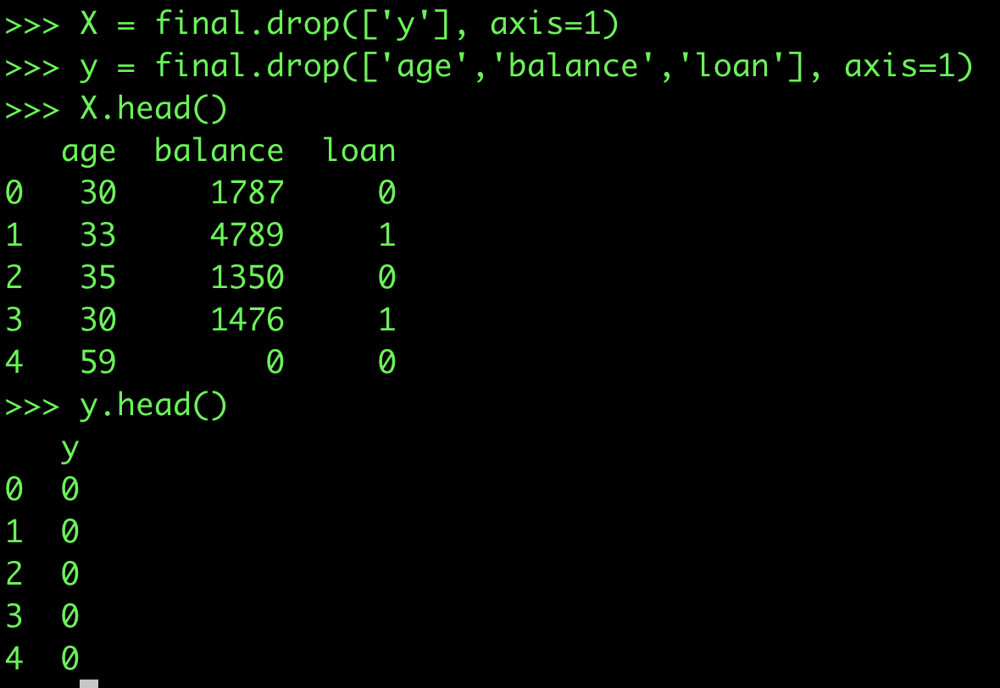 >>> X = final.drop(['y'], axis=1)
>>> y = final.drop(['age','balance','loan'], axis=1)
>>> X.head()
   age  balance  loan
0   30     1787     0
1   33     4789     1
2   35     1350     0
3   30     1476     1
4   59        0     0
>>> y.head()
   y
0  0
1  0
2  0
3  0
4  0